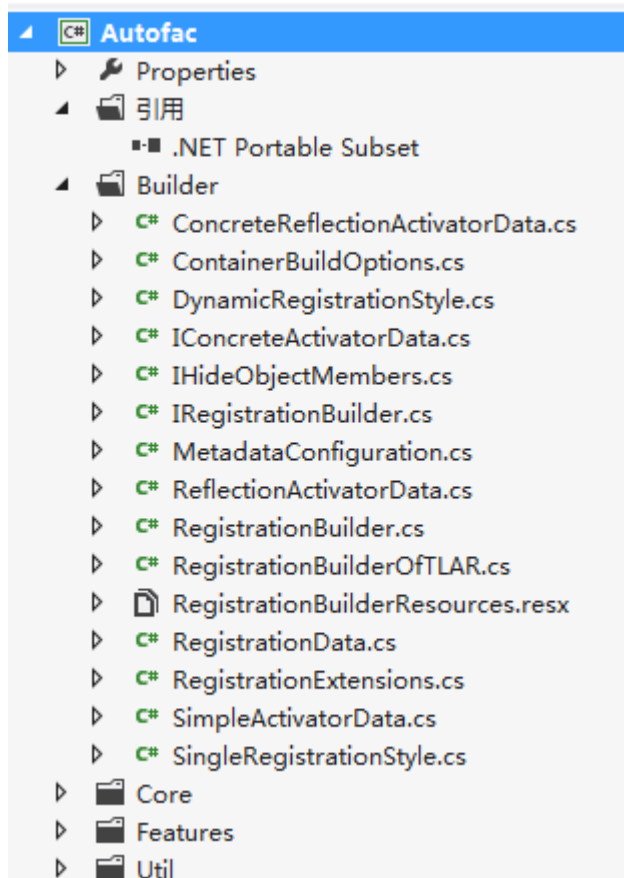 C# Autofac
Properties
引用
.NET Portable Subset
Builder
C# ConcreteReflectionActivatorData.cs
C# ContainerBuildOptions.cs
C# DynamicRegistrationStyle.cs
C# IConcreteActivatorData.cs
C# IHideObjectMembers.cs
C# IRegistrationBuilder.cs
C# MetadataConfiguration.cs
C# ReflectionActivatorData.cs
C# RegistrationBuilder.cs
C# RegistrationBuilderOfTLAR.cs
RegistrationBuilderResources.resx
C# RegistrationData.cs
C# RegistrationExtensions.cs
C# SimpleActivatorData.cs
C# SingleRegistrationStyle.cs
Core
Features
Util